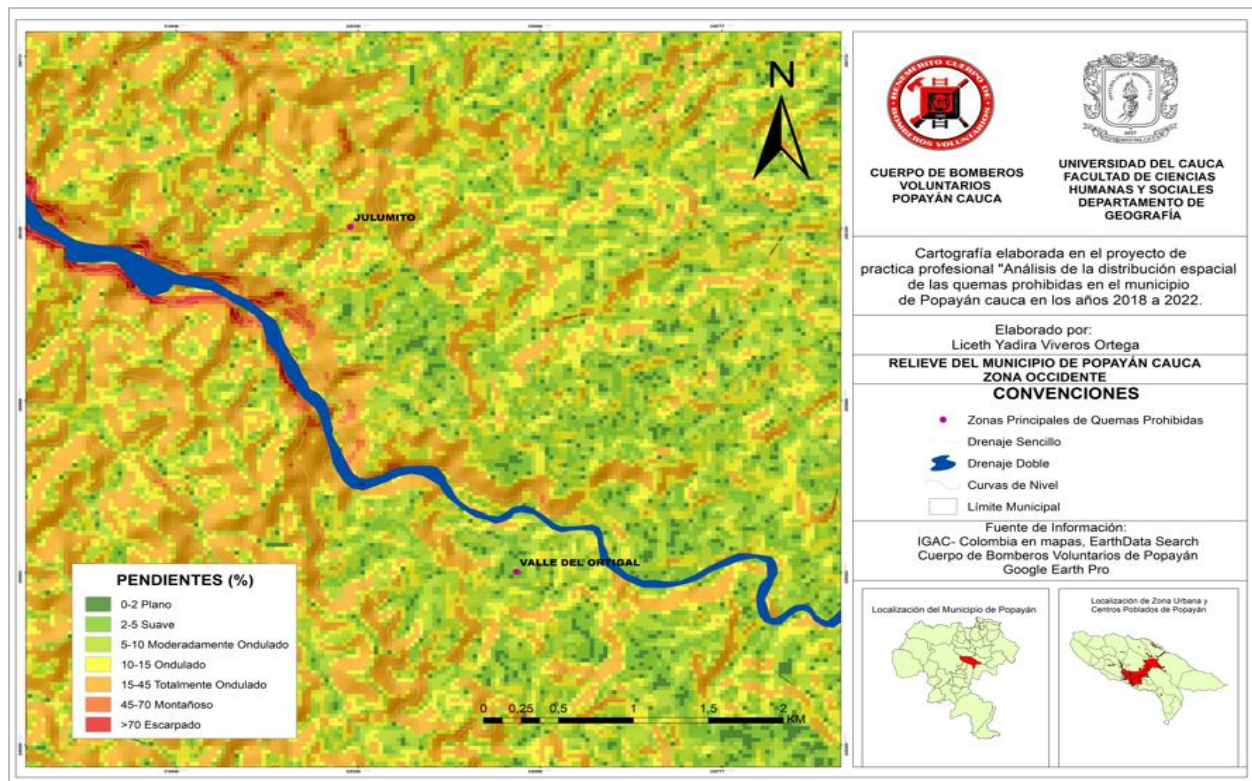 N
JULUMITO
VALLE DEL ORTIGAL
PENDIENTES (%)
0-2 Plano
2-5 Suave
5-10 Moderadamente Ondulado
10-15 Ondulado
15-45 Totalmente Ondulado
45-70 Montañoso
>70 Escarpado
0 0,25 0,5 1 1,5 2
KM
BENEMERITO CUERPO DE
BOMBEROS VOLUNTARIOS
CUERPO DE BOMBEROS
VOLUNTARIOS
POPAYÁN CAUCA
UNIVERSIDAD DEL CAUCA
FACULTAD DE CIENCIAS
HUMANAS Y SOCIALES
DEPARTAMENTO DE
GEOGRAFÍA
Cartografía elaborada en el proyecto de
practica profesional "Análisis de la distribución espacial
de las quemas prohibidas en el municipio
de Popayán cauca en los años 2018 a 2022.
Elaborado por:
Liceth Yadira Viveros Ortega
RELIEVE DEL MUNICIPIO DE POPAYÁN CAUCA
ZONA OCCIDENTE
CONVENCIONES
Zonas Principales de Quemas Prohibidas
Drenaje Sencillo
Drenaje Doble
Curvas de Nivel
Límite Municipal
Fuente de Información:
IGAC- Colombia en mapas, EarthData Search
Cuerpo de Bomberos Voluntarios de Popayán
Google Earth Pro
Localización del Municipio de Popayán
Localización de Zona Urbana y
Centros Poblados de Popayán